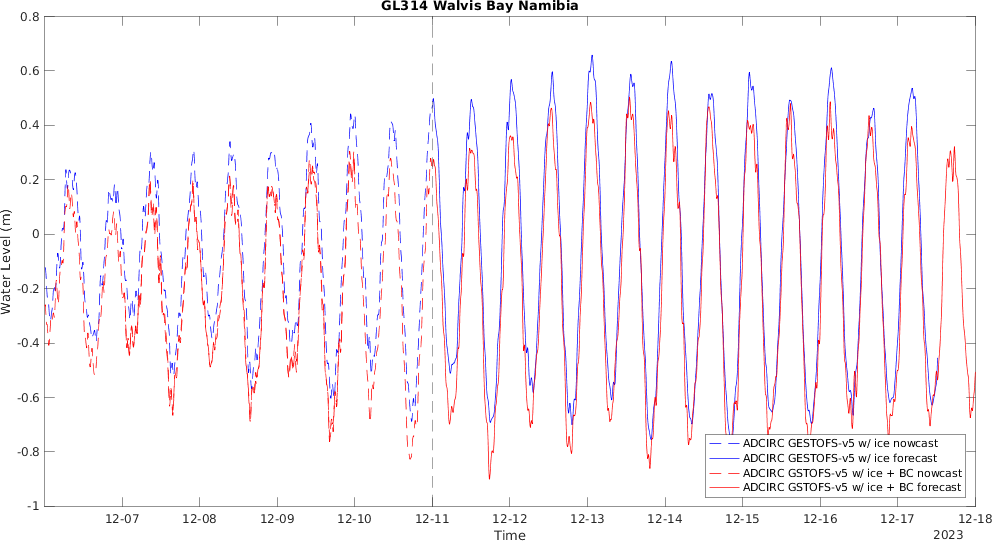 GL314 Walvis Bay Namibia
0.8
0.6
0.4
0.2
0
-0.2
-0.4
-0.6
-0.8
-1
Water Level (m)
ADCIRC GESTOFS-v5 w/ ice nowcast
ADCIRC GESTOFS-v5 w/ ice forecast
ADCIRC GSTOFS-v5 w/ ice + BC nowcast
ADCIRC GSTOFS-v5 w/ ice + BC forecast
12-07 12-08 12-09 12-10 12-11 12-12 12-13 12-14 12-15 12-16 12-17 12-18
Time
2023